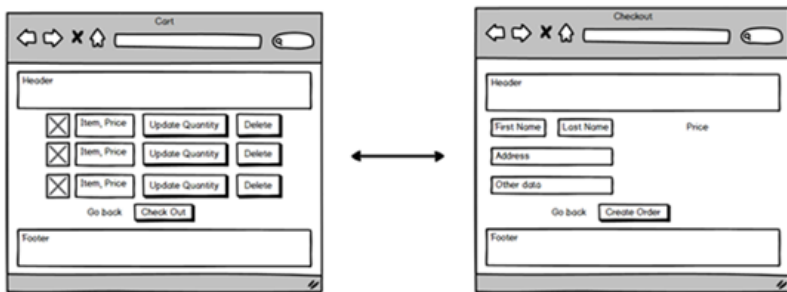 Cart
Header
Item, Price Update Quantity Delete
Item, Price Update Quantity Delete
Item, Price Update Quantity Delete
Go back Check Out
Footer
Checkout
Header
First Name Last Name Price
Address
Other data
Go back Create Order
Footer